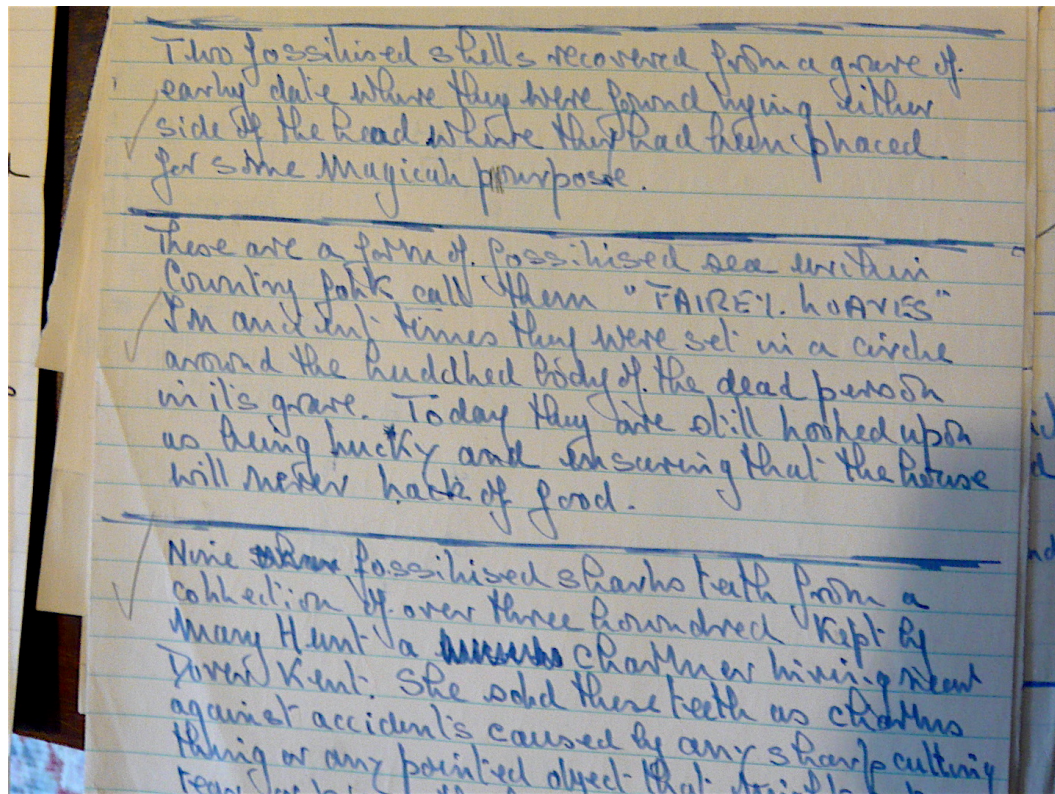 Two fossilised shells recovered from a grave of.
early date where they were found lying either
side of the head where they had been placed.
for some magical purpose.
These are a form of. fossilised sea urchin
Country folk call them "FAIREY. LOAVES"
In ancient times they were set in a circle
around the huddled body of. the dead person
in its grave. Today they are still looked upon
as being lucky and ensuring that the house
will never lack of good.
Nine fossilised sharks teeth from a
collection of over three houndred Kept by
Mary Hunt a charmer living near
Dover Kent. She sold these teeth as charms
against accidents caused by any sharp cutting
thing or any pointed object that